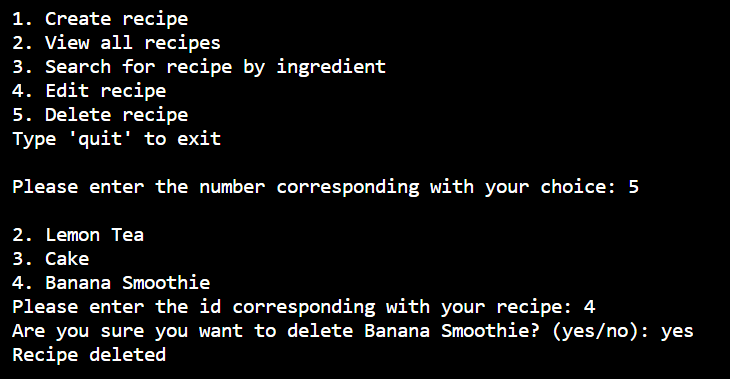 1. Create recipe
2. View all recipes
3. Search for recipe by ingredient
4. Edit recipe
5. Delete recipe
Type 'quit' to exit
Please enter the number corresponding with your choice: 5
2. Lemon Tea
3. Cake
4. Banana Smoothie
Please enter the id corresponding with your recipe: 4
Are you sure you want to delete Banana Smoothie? (yes/no): yes
Recipe deleted